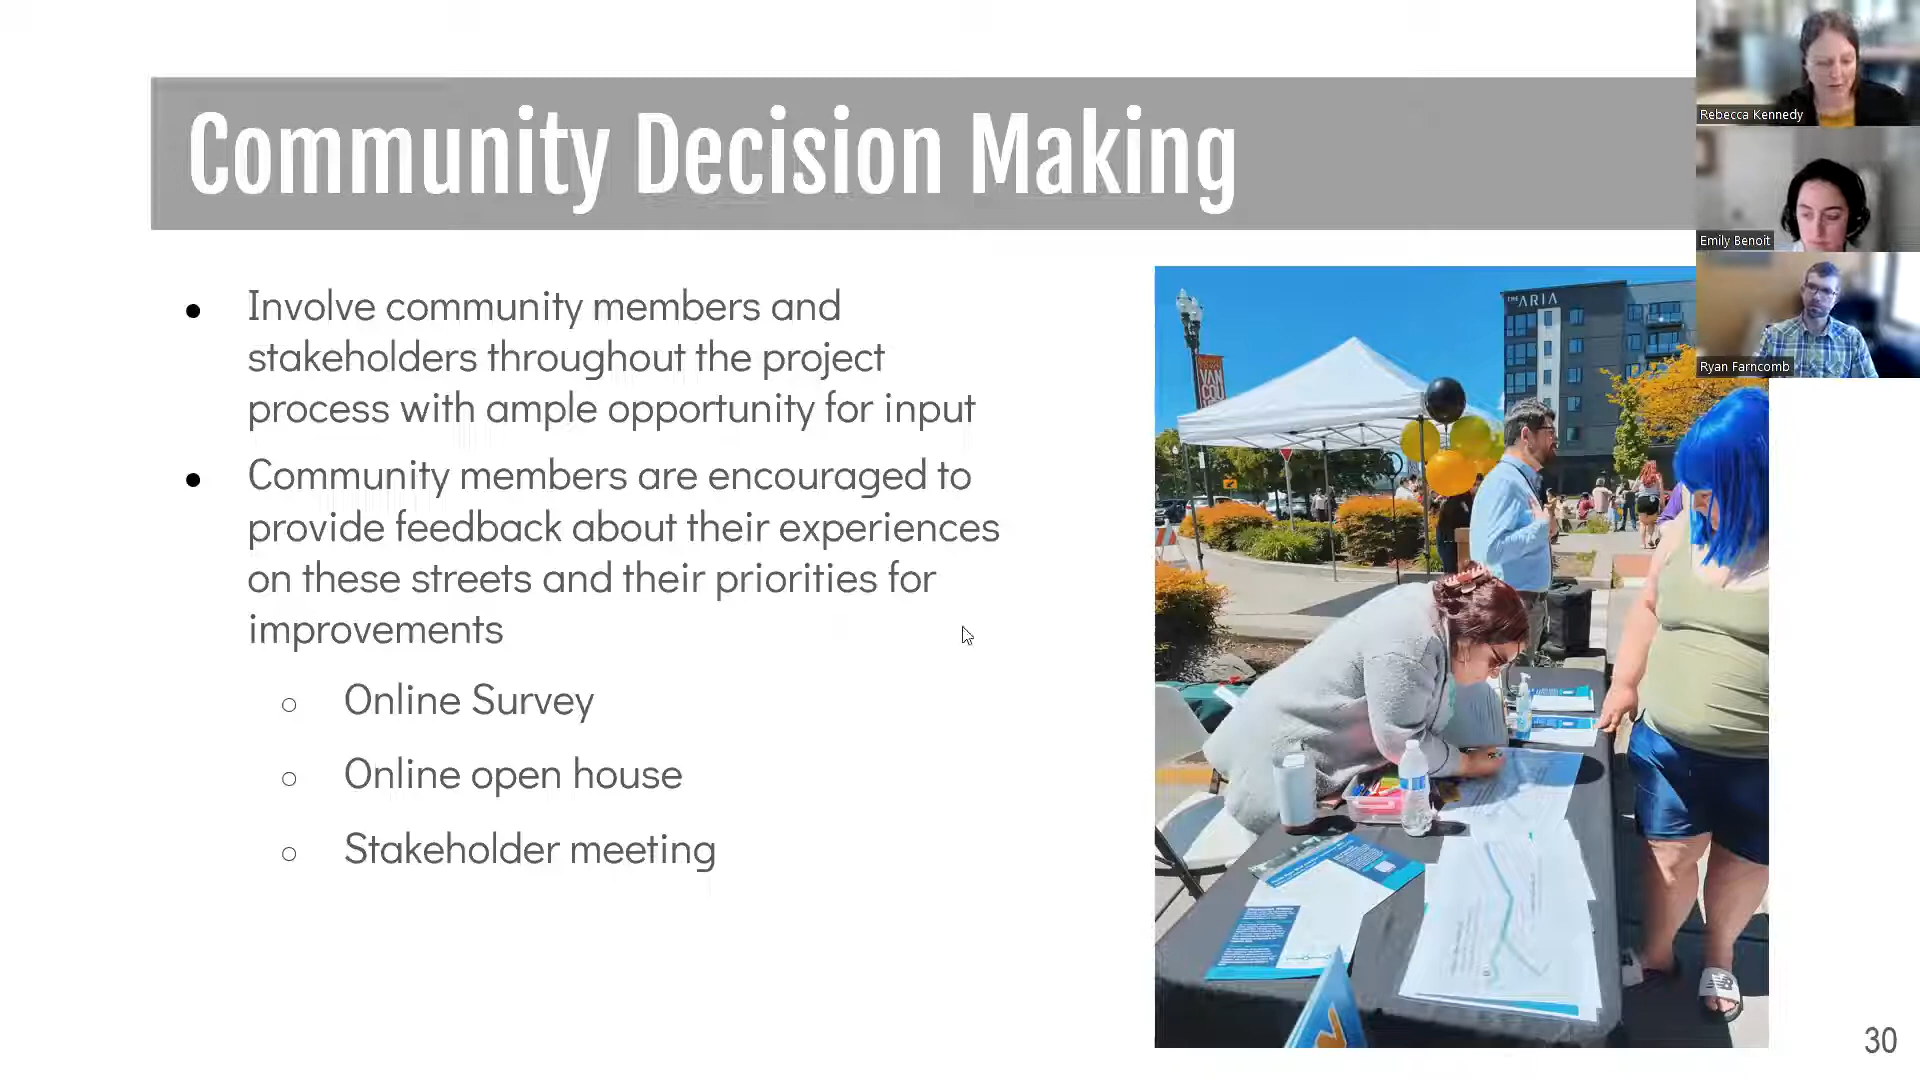 Community Decision Making
Rebecca Kennedy
Emily Benoit
Ryan Farncomb
● Involve community members and
stakeholders throughout the project
process with ample opportunity for input
● Community members are encouraged to
provide feedback about their experiences
on these streets and their priorities for
improvements
○ Online Survey
○ Online open house
○ Stakeholder meeting
THE ARIA
VAN
COU
30